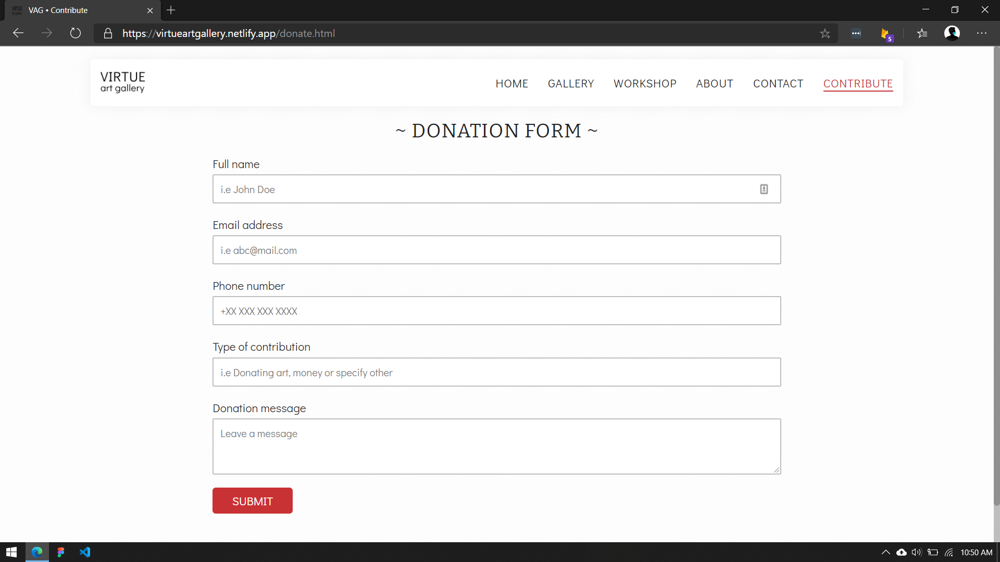 VAG • Contribute
https://virtueartgallery.netlify.app/donate.html
5
VIRTUE
art gallery
HOME GALLERY WORKSHOP ABOUT CONTACT CONTRIBUTE
~ DONATION FORM ~
Full name
i.e John Doe
Email address
i.e abc@mail.com
Phone number
+XX XXX XXX XXXX
Type of contribution
i.e Donating art, money or specify other
Donation message
Leave a message
SUBMIT
10:50 AM